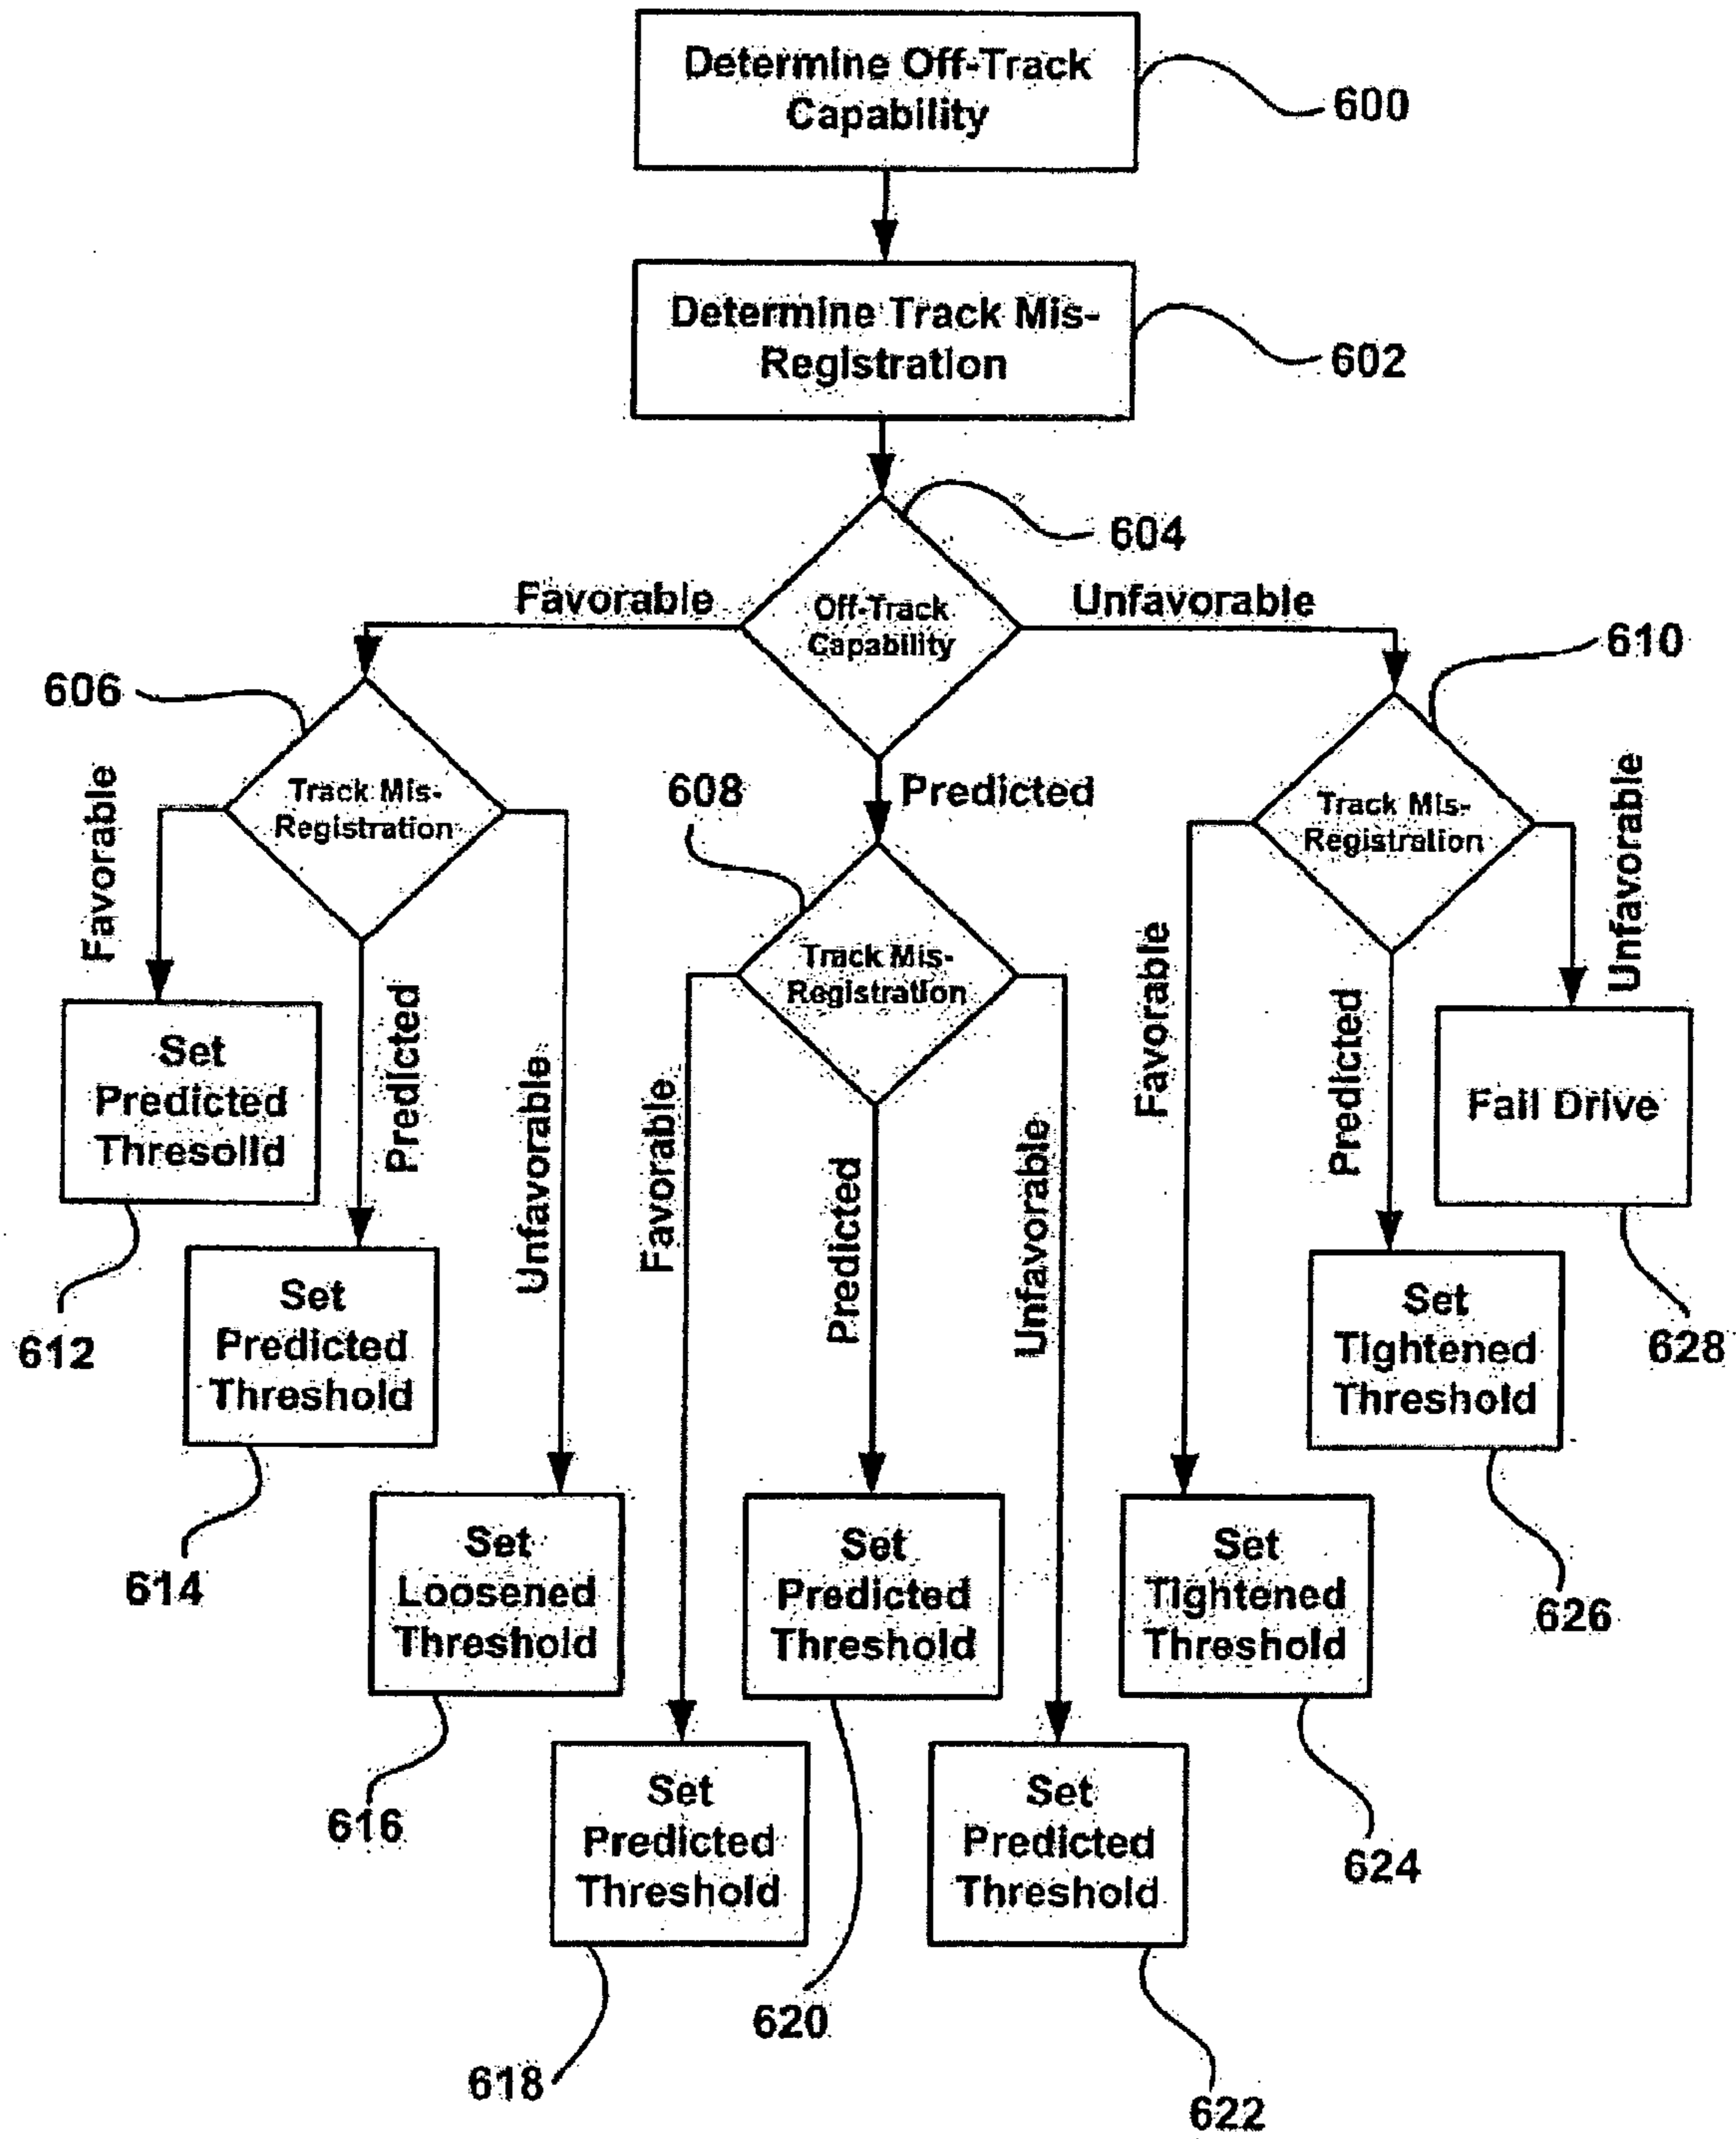 Determine Off-Track
Capability
600
Determine Track Mis-
Registration
602
604
Favorable
Off-Track
Capability
Unfavorable
610
606
Track Mis-
Registration
Favorable
Predicted
Unfavorable
608
Predicted
Track Mis-
Registration
Favorable
Predicted
Unfavorable
Track Mis-
Registration
Favorable
Predicted
Unfavorable
Set
Predicted
Thresolld
612
Set
Predicted
Threshold
614
Set
Loosened
Threshold
616
Set
Predicted
Threshold
618
Set
Predicted
Threshold
620
Set
Predicted
Threshold
622
Set
Tightened
Threshold
624
Set
Tightened
Threshold
626
Fail Drive
628